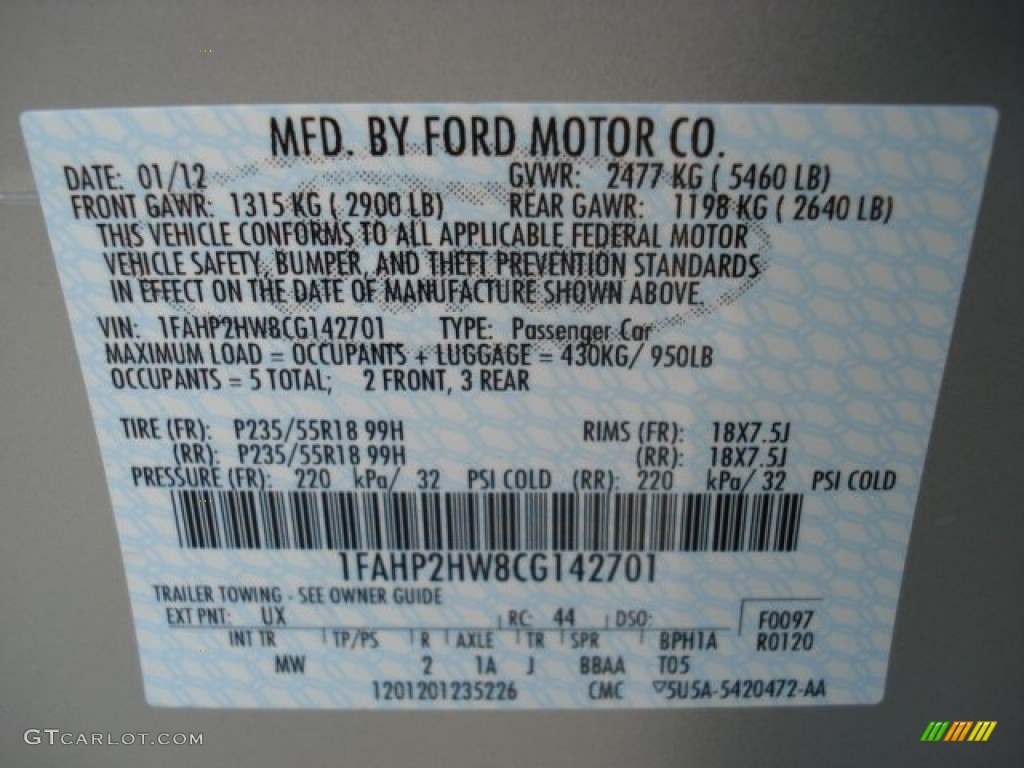 MFD. BY FORD MOTOR CO.
DATE: 01/12 GVWR: 2477 KG ( 5460 LB)
FRONT GAWR: 1315 KG ( 2900 LB) REAR GAWR: 1198 KG ( 2640 LB)
THIS VEHICLE CONFORMS TO ALL APPLICABLE FEDERAL MOTOR
VEHICLE SAFETY, BUMPER, AND THEFT PREVENTION STANDARDS
IN EFFECT ON THE DATE OF MANUFACTURE SHOWN ABOVE.
VIN: 1FAHP2HW8CG142701 TYPE: Passenger Car
MAXIMUM LOAD = OCCUPANTS + LUGGAGE = 430KG/ 950LB
OCCUPANTS = 5 TOTAL; 2 FRONT, 3 REAR
TIRE (FR): P235/55R18 99H RIMS (FR): 18X7.5J
(RR): P235/55R18 99H (RR): 18X7.5J
PRESSURE (FR): 220 kPa/ 32 PSI COLD (RR): 220 kPa/ 32 PSI COLD
1FAHP2HW8CG142701
TRAILER TOWING - SEE OWNER GUIDE
EXT PNT: UX RC: 44 DSO: F0097
INT TR TP/PS R AXLE TR SPR BPH1A R0120
MW 2 1A J BBAA T05
1201201235226 CMC ▽5U5A-5420472-AA
GTCARLOT.COM